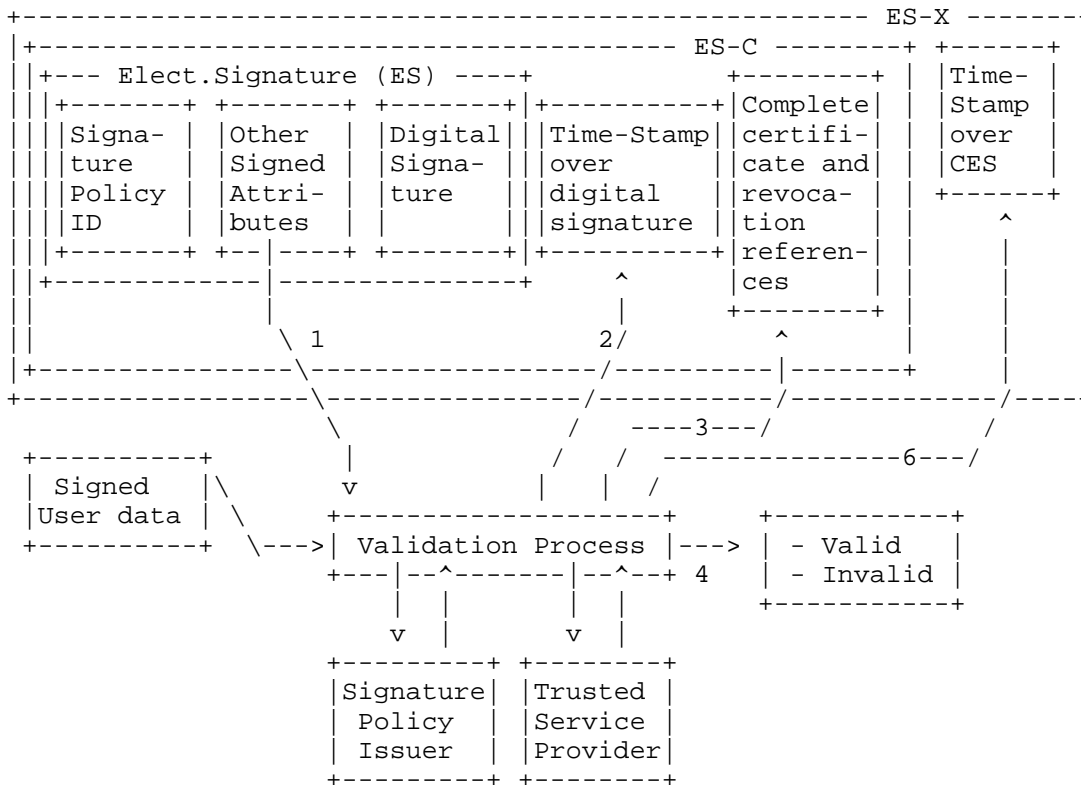 ES-X
ES-C
Elect.Signature (ES)
Time-
Stamp
over
CES
Complete
certifi-
cate and
revoca-
tion
referen-
ces
Signa-
ture
Policy
ID
Other
Signed
Attri-
butes
Digital
Signa-
ture
Time-Stamp
over
digital
signature
1
2
3
6
Signed
User data
Validation Process
4
- Valid
- Invalid
Signature
Policy
Issuer
Trusted
Service
Provider